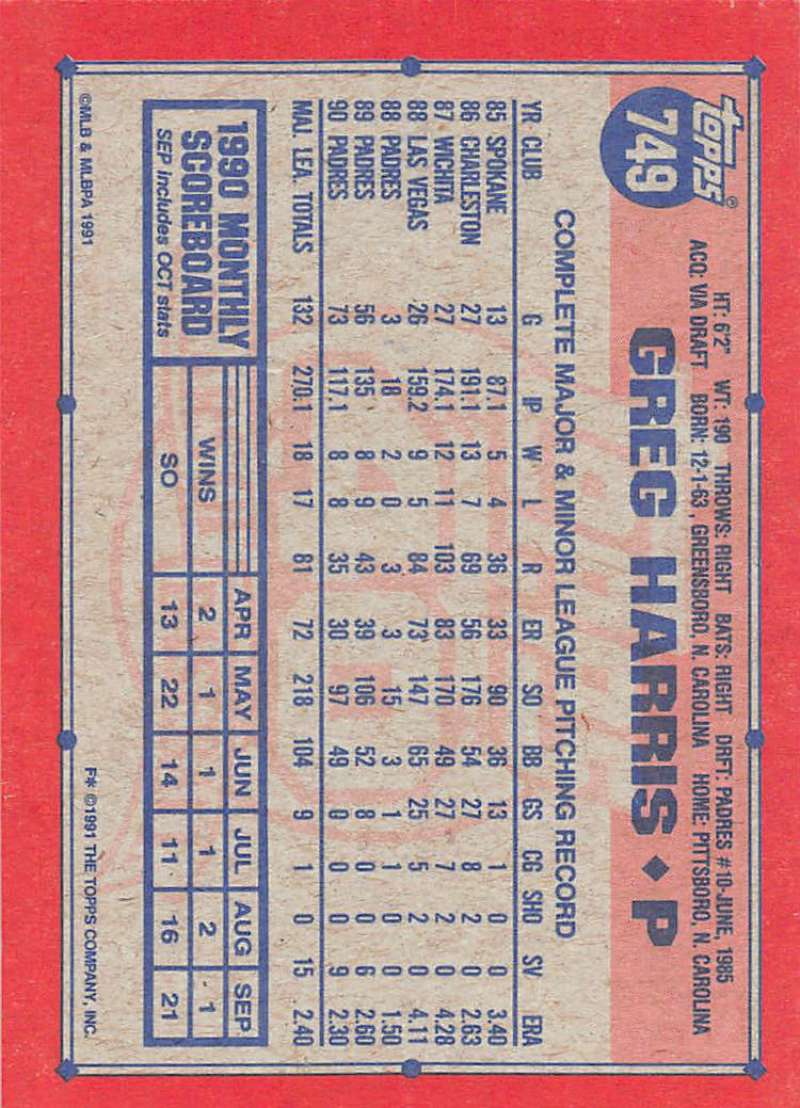 topps®
749
HT: 6'2" WT: 190 THROWS: RIGHT BATS: RIGHT DRFT: PADRES #10-JUNE, 1985
ACQ: VIA DRAFT BORN: 12-1-63, GREENSBORO, N. CAROLINA HOME: PITTSBORO, N. CAROLINA
GREG HARRIS ◆ P
COMPLETE MAJOR & MINOR LEAGUE PITCHING RECORD
YR CLUB G IP W L R ER SO BB GS CG SHO SV ERA
85 SPOKANE 13 87.1 5 4 36 33 90 36 13 1 0 0 3.40
86 CHARLESTON 27 191.1 13 7 69 56 176 54 27 8 2 0 2.63
87 WICHITA 27 174.1 12 11 103 83 170 49 27 7 2 0 4.28
88 LAS VEGAS 26 159.2 9 5 84 73 147 65 25 5 2 0 4.11
88 PADRES 3 18 2 0 3 3 15 3 1 1 0 0 1.50
89 PADRES 56 135 8 9 43 39 106 52 8 0 0 6 2.60
90 PADRES 73 117.1 8 8 35 30 97 49 0 0 0 9 2.30
MAJ. LEA. TOTALS 132 270.1 18 17 81 72 218 104 9 1 0 15 2.40
1990 MONTHLY
SCOREBOARD
SEP includes OCT stats
APR MAY JUN JUL AUG SEP
WINS 2 1 1 1 2 1
SO 13 22 14 11 16 21
©MLB & MLBPA 1991
F* ©1991 THE TOPPS COMPANY, INC.